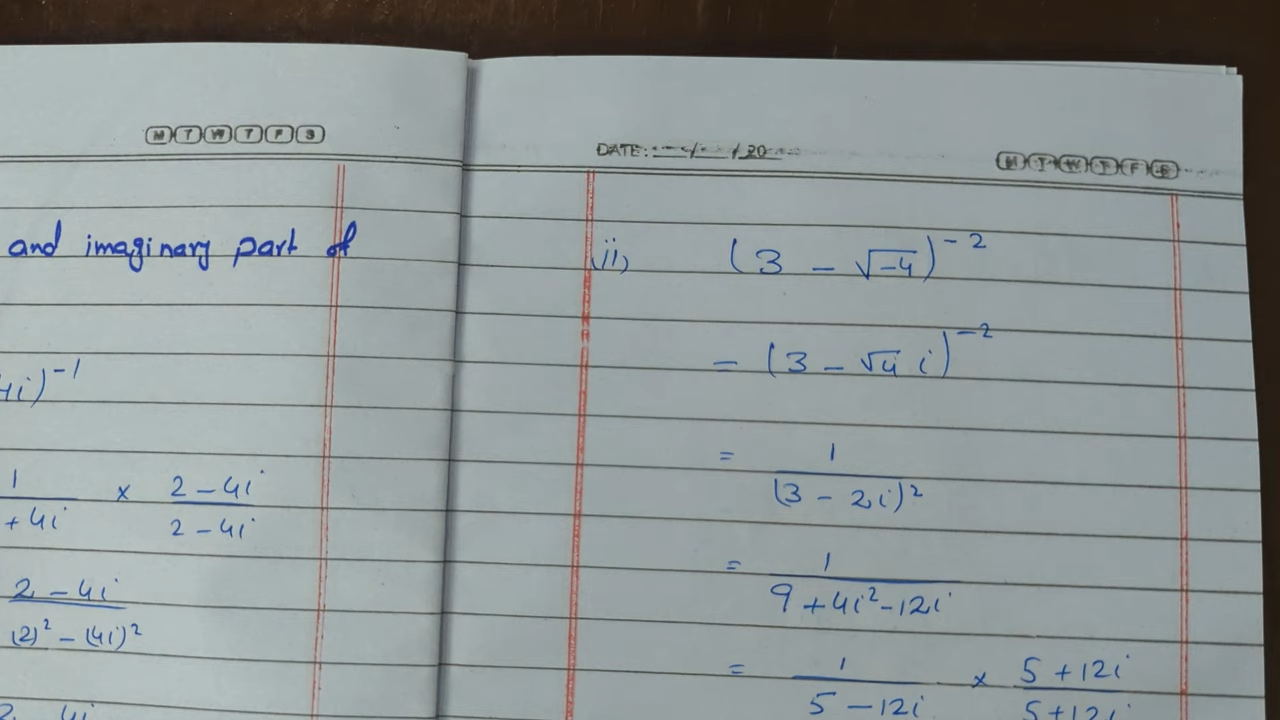 M T W T F S
and imaginary part of
4i)^-1
1/+4i × 2 - 4i/2 - 4i
2 - 4i/(2)² - (4i)²
DATE: / /20
M T W T F S
ii, (3 - √-4)^-2
= (3 - √4 i)^-2
= 1/(3 - 2i)²
= 1/9 + 4i² - 12i
= 1/5 - 12i × 5 + 12i/5 + 12i